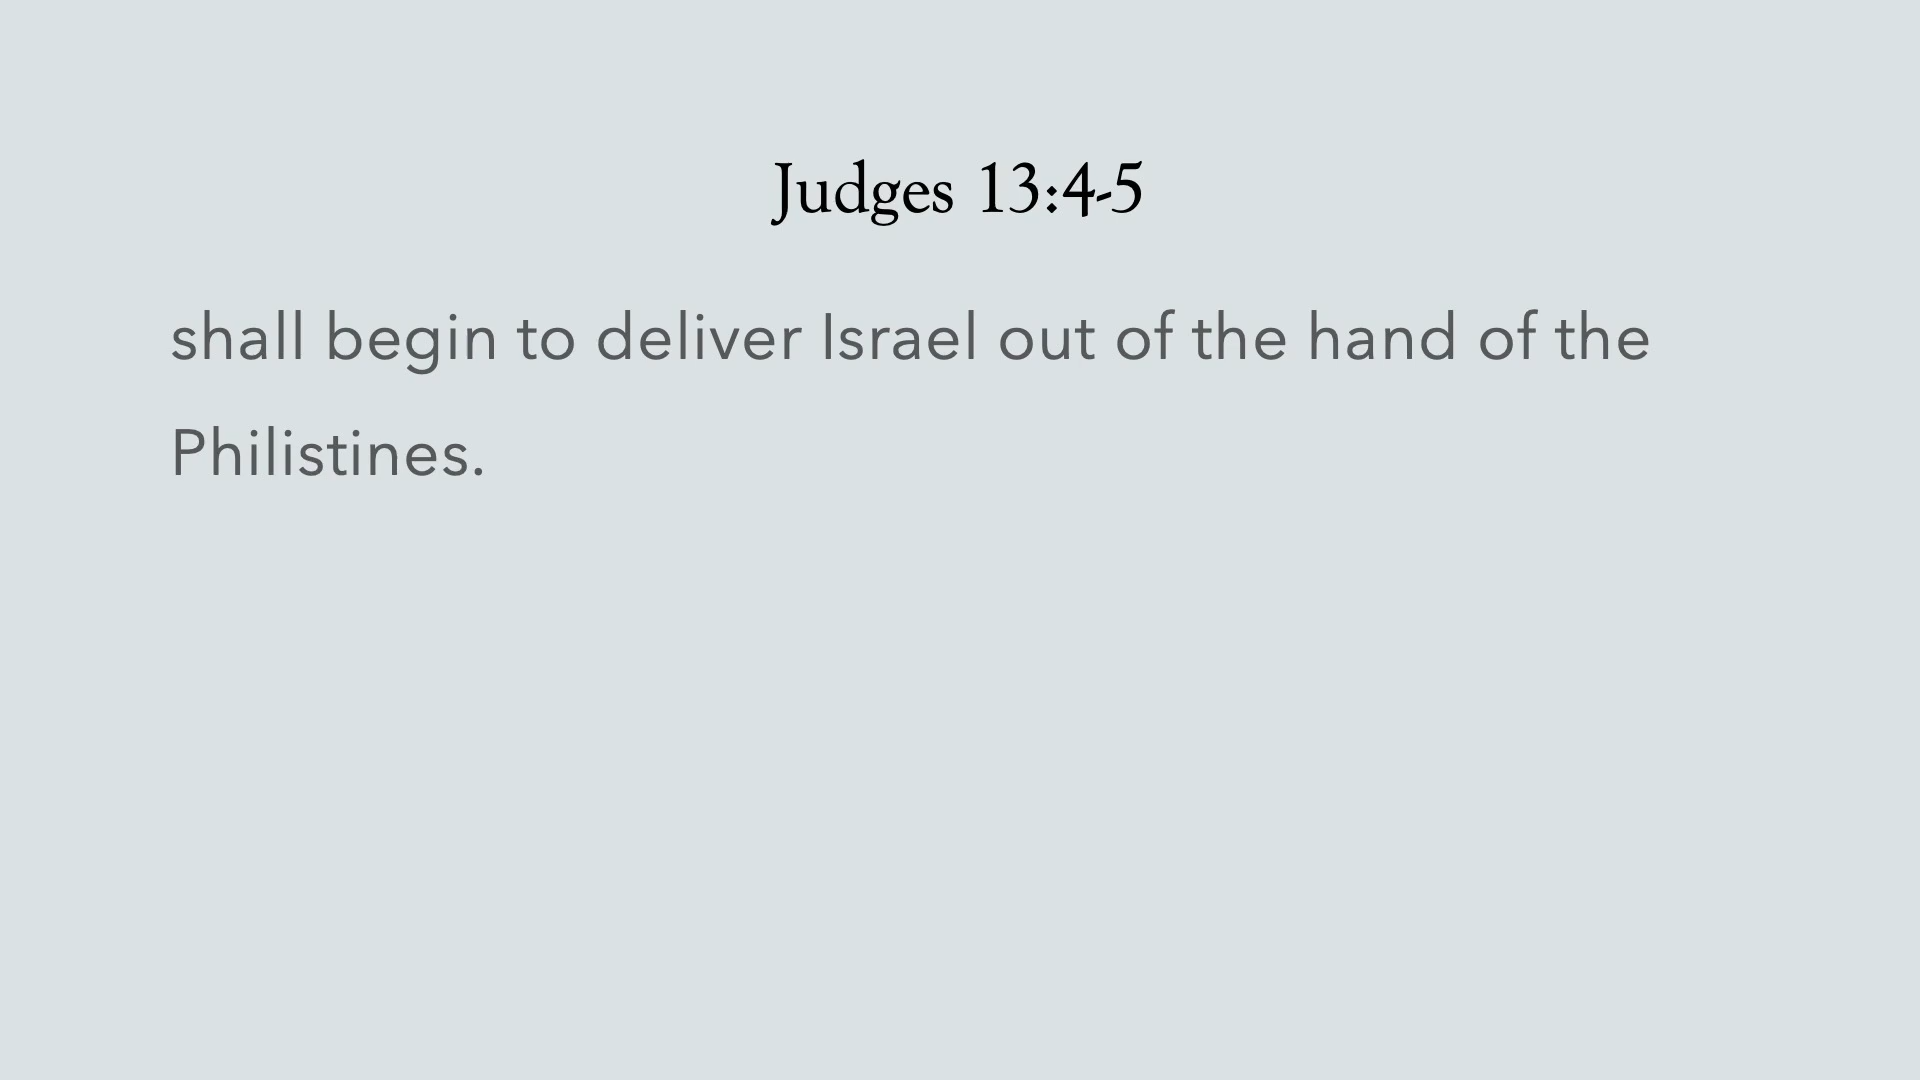 Judges 13:4-5
shall begin to deliver Israel out of the hand of the
Philistines.